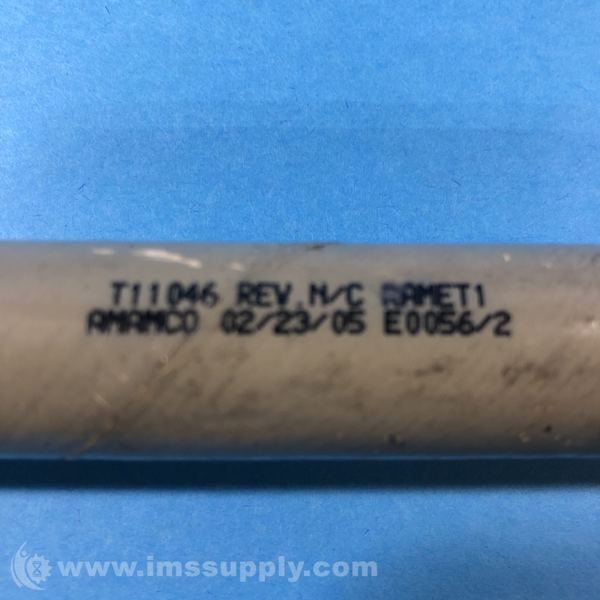 T11046 REV N/C RAMET1
AMAMCO 02/23/05 E0056/2
www.imssupply.com